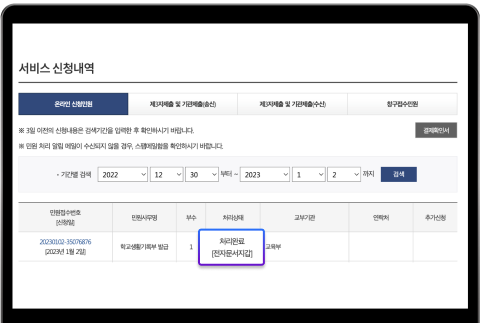 서비스 신청내역
온라인 신청민원
제3자제출 및 기관제출(송신)
제3자제출 및 기관제출(수신)
창구접수민원
※ 3일 이전의 신청내용은 검색기간을 입력한 후 확인하시기 바랍니다.
결제확인서
※ 민원 처리 알림 메일이 수신되지 않을 경우, 스팸메일함을 확인하시기 바랍니다.
· 기간별 검색 2022 12 30 부터 ~ 2023 1 2 까지 검색
민원접수번호
[신청일]
민원사무명
부수
처리상태
교부기관
연락처
추가신청
20230102-35076876
[2023년 1월 2일]
학교생활기록부 발급
1
처리완료
[전자문서지갑]
교육부